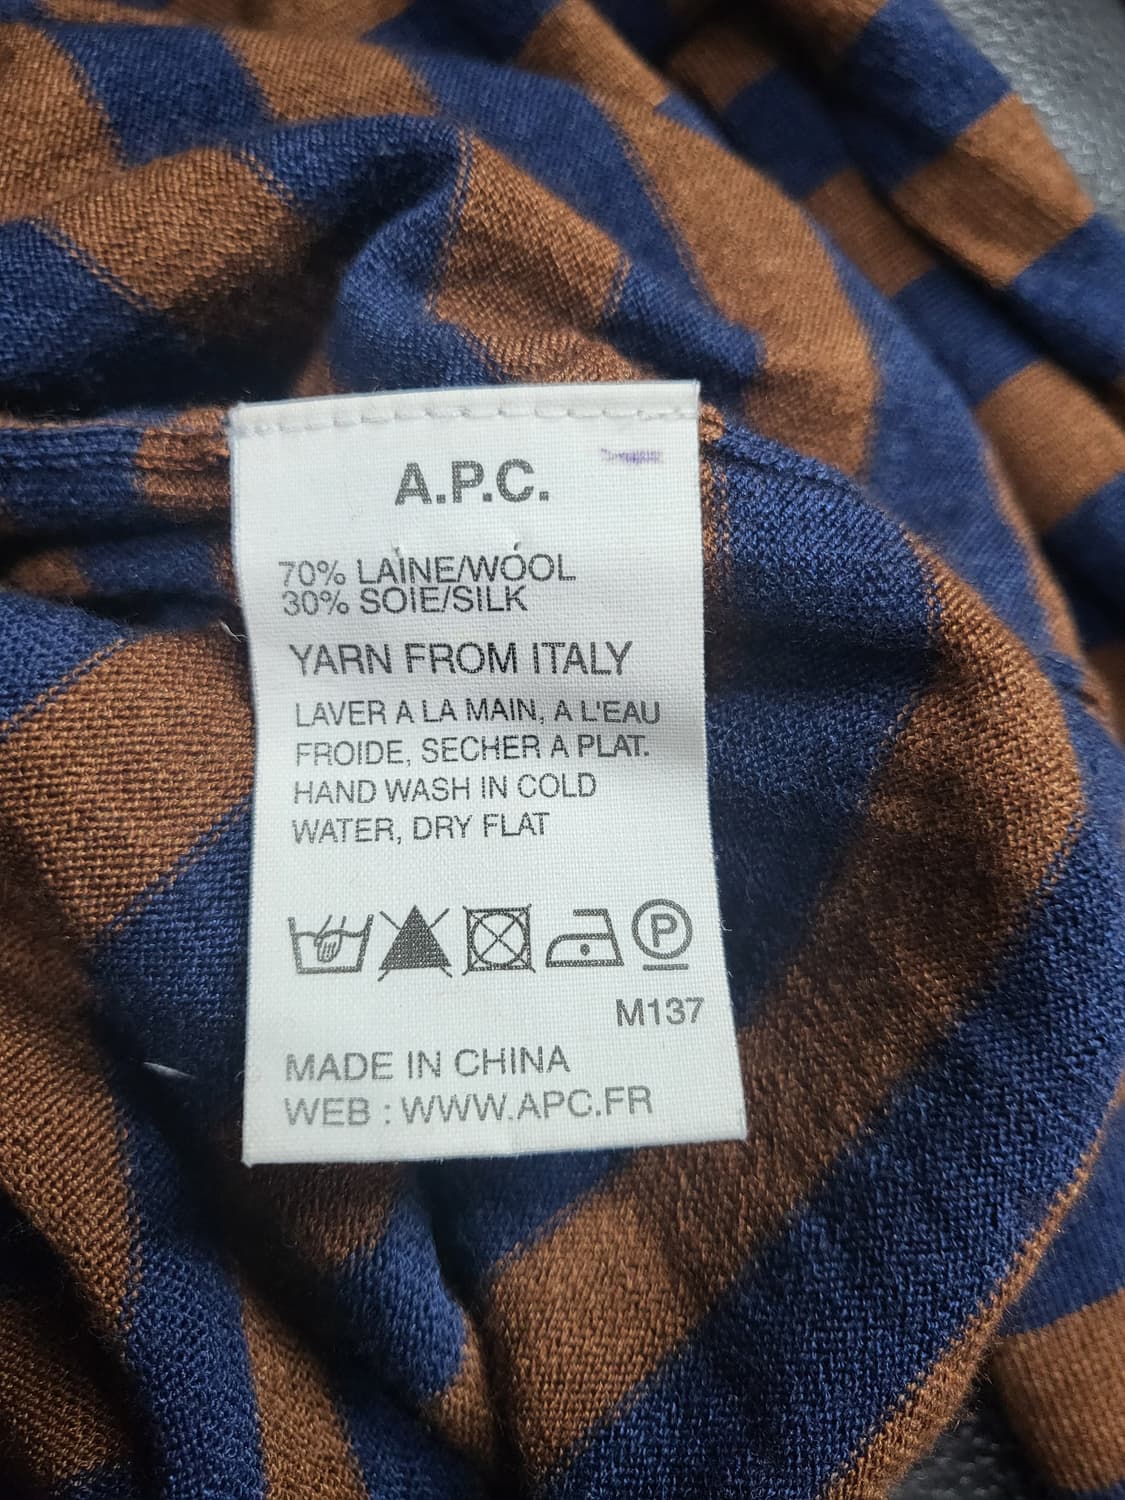 A.P.C.
70% LAINE/WOOL
30% SOIE/SILK
YARN FROM ITALY
LAVER A LA MAIN, A L'EAU
FROIDE, SECHER A PLAT.
HAND WASH IN COLD
WATER, DRY FLAT
P
M137
MADE IN CHINA
WEB : WWW.APC.FR